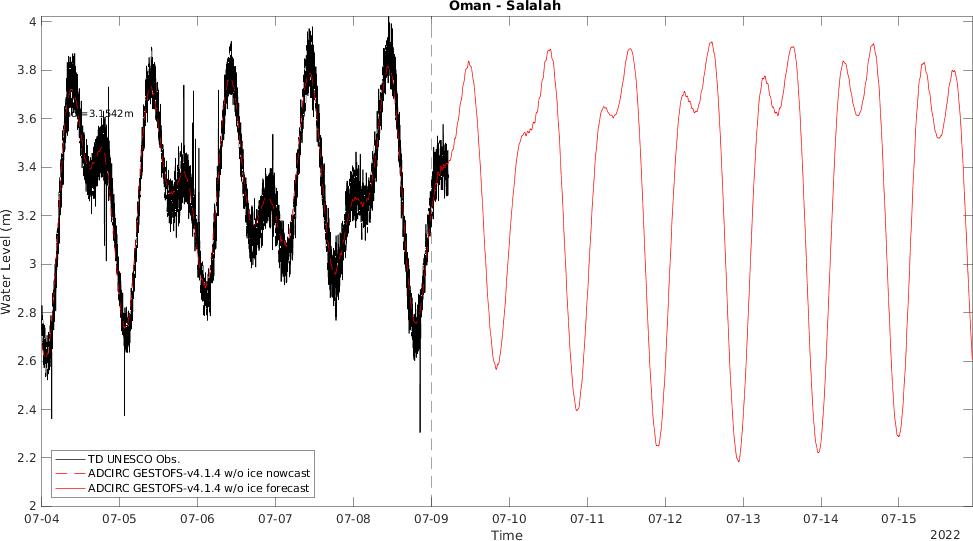 Oman - Salalah
4
3.8
3.6
3.4
3.2
3
2.8
2.6
2.4
2.2
2
Water Level (m)
=3.1542m
TD UNESCO Obs.
ADCIRC GESTOFS-v4.1.4 w/o ice nowcast
ADCIRC GESTOFS-v4.1.4 w/o ice forecast
07-04 07-05 07-06 07-07 07-08 07-09 07-10 07-11 07-12 07-13 07-14 07-15
Time
2022